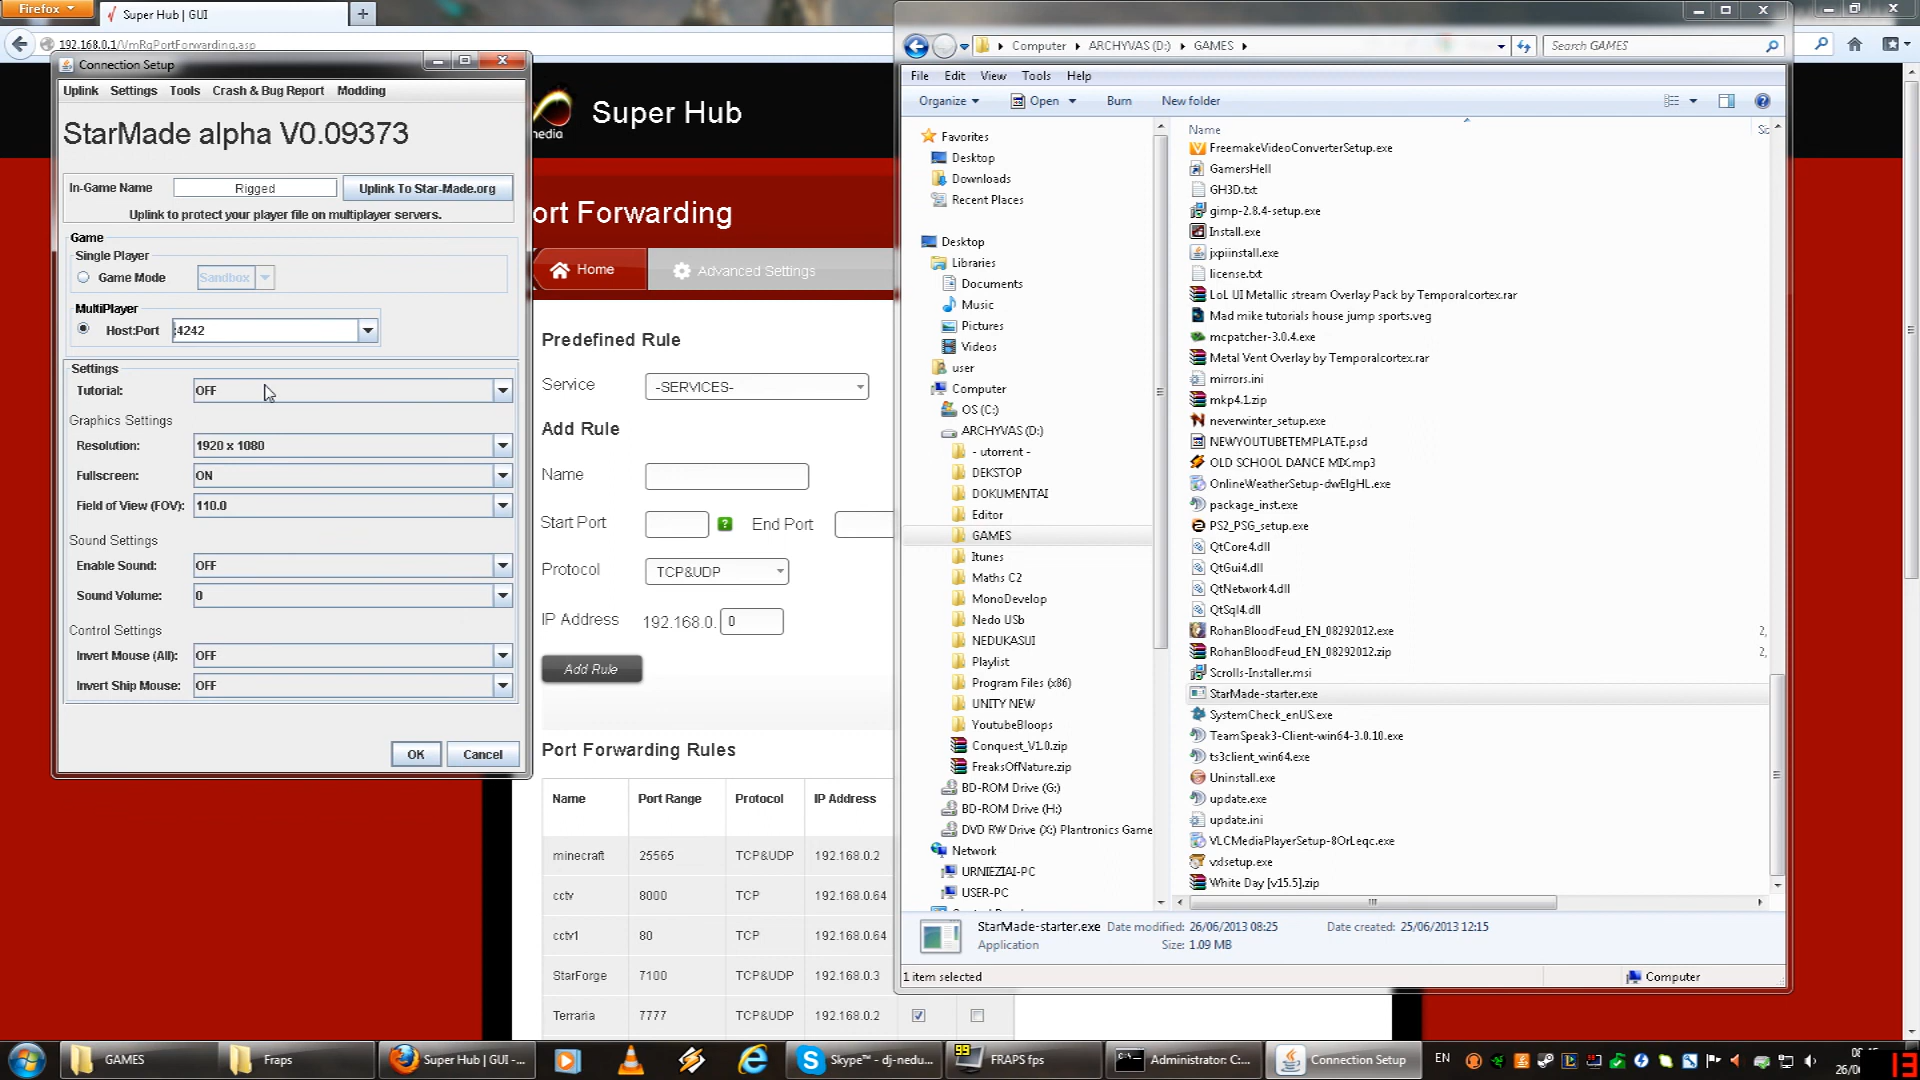 Firefox
Super Hub | GUI
192.168.0.1/VmRgPortForwarding.asp
Connection Setup
Uplink Settings Tools Crash & Bug Report Modding
StarMade alpha V0.09373
In-Game Name Rigged Uplink To Star-Made.org
Uplink to protect your player file on multiplayer servers.
Game
Single Player
Game Mode Sandbox
MultiPlayer
Host:Port :4242
Settings
Tutorial: OFF
Graphics Settings
Resolution: 1920 x 1080
Fullscreen: ON
Field of View (FOV): 110.0
Sound Settings
Enable Sound: OFF
Sound Volume: 0
Control Settings
Invert Mouse (All): OFF
Invert Ship Mouse: OFF
OK Cancel
media
Super Hub
ort Forwarding
Home Advanced Settings
Predefined Rule
Service -SERVICES-
Add Rule
Name
Start Port ? End Port
Protocol TCP&UDP
IP Address 192.168.0. 0
Add Rule
Port Forwarding Rules
Name Port Range Protocol IP Address
minecraft 25565 TCP&UDP 192.168.0.2
cctv 8000 TCP 192.168.0.64
cctv1 80 TCP 192.168.0.64
StarForge 7100 TCP&UDP 192.168.0.3
Terraria 7777 TCP&UDP 192.168.0.2
Computer ARCHYVAS (D:) GAMES
Search GAMES
File Edit View Tools Help
Organize Open Burn New folder
Favorites
Desktop
Downloads
Recent Places
Desktop
Libraries
Documents
Music
Pictures
Videos
user
Computer
OS (C:)
ARCHYVAS (D:)
- utorrent -
DEKSTOP
DOKUMENTAI
Editor
GAMES
Itunes
Maths C2
MonoDevelop
Nedo USb
NEDUKASUI
Playlist
Program Files (x86)
UNITY NEW
YoutubeBloops
Conquest_V1.0.zip
FreaksOfNature.zip
BD-ROM Drive (G:)
BD-ROM Drive (H:)
DVD RW Drive (X:) Plantronics Game
Network
URNIEZIAI-PC
USER-PC
Name
FreemakeVideoConverterSetup.exe
GamersHell
GH3D.txt
gimp-2.8.4-setup.exe
Install.exe
jxpiinstall.exe
license.txt
LoL UI Metallic stream Overlay Pack by Temporalcortex.rar
Mad mike tutorials house jump sports.veg
mcpatcher-3.0.4.exe
Metal Vent Overlay by Temporalcortex.rar
mirrors.ini
mkp4.1.zip
neverwinter_setup.exe
NEWYOUTUBETEMPLATE.psd
OLD SCHOOL DANCE MIX.mp3
OnlineWeatherSetup-dwElgHL.exe
package_inst.exe
PS2_PSG_setup.exe
QtCore4.dll
QtGui4.dll
QtNetwork4.dll
QtSql4.dll
RohanBloodFeud_EN_08292012.exe 2,
RohanBloodFeud_EN_08292012.zip 2,
Scrolls-Installer.msi
StarMade-starter.exe
SystemCheck_enUS.exe
TeamSpeak3-Client-win64-3.0.10.exe
ts3client_win64.exe
Uninstall.exe
update.exe
update.ini
VLCMediaPlayerSetup-8OrLeqc.exe
vxlsetup.exe
White Day [v15.5].zip
StarMade-starter.exe Date modified: 26/06/2013 08:25 Date created: 25/06/2013 12:15
Application Size: 1.09 MB
1 item selected
Computer
GAMES
Fraps
Super Hub | GUI -...
Skype™ - dj-nedu...
99
FRAPS fps
Administrator: C:...
Connection Setup
EN
13